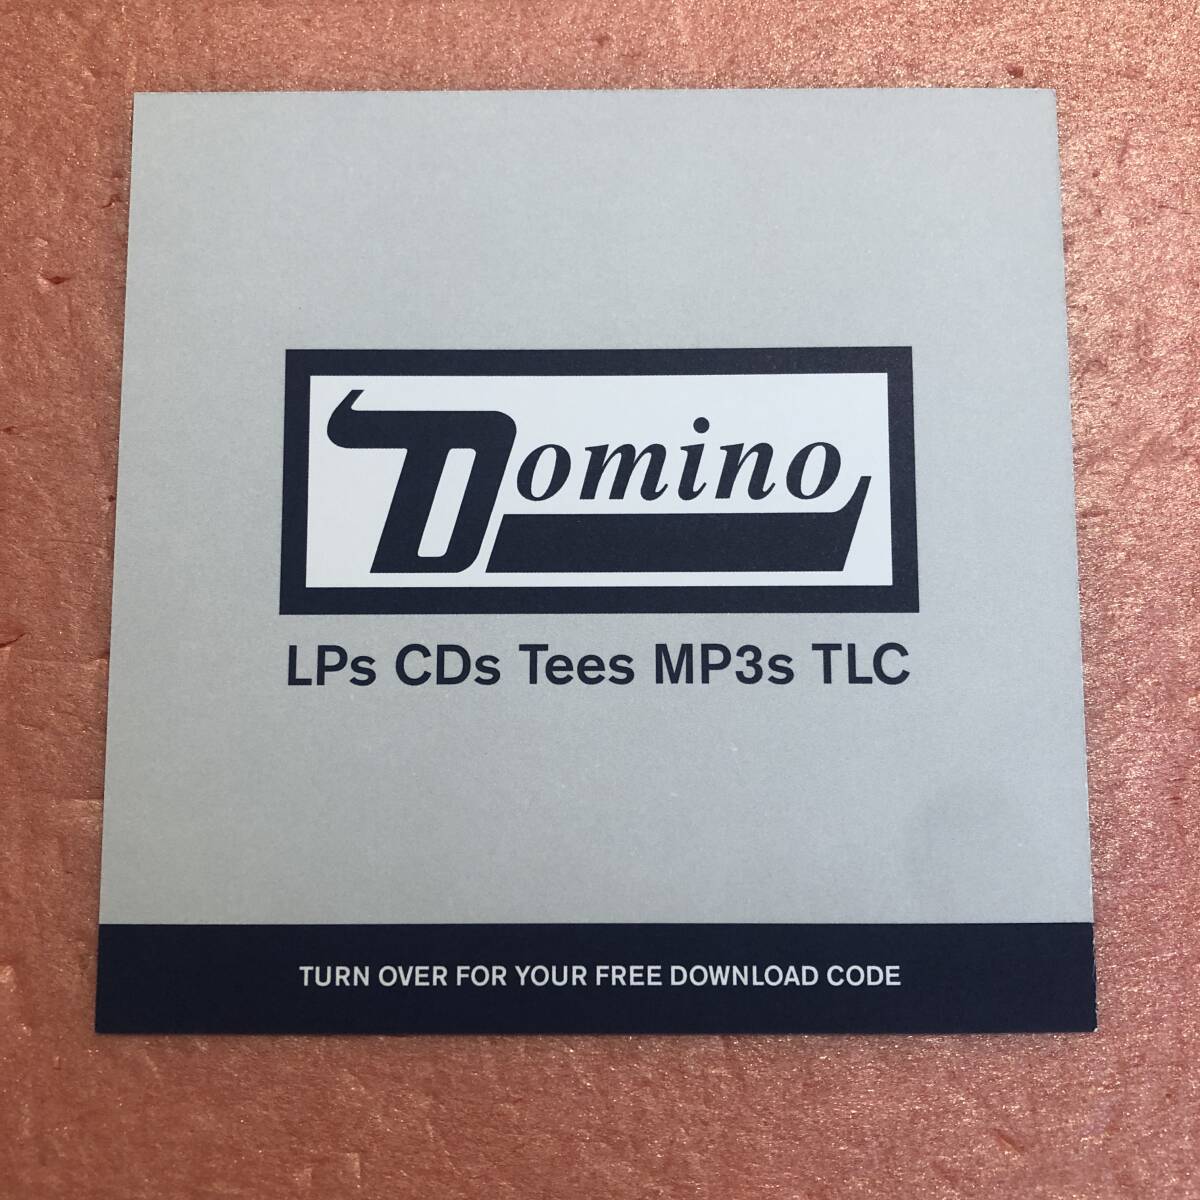 Domino
LPs CDs Tees MP3s TLC
TURN OVER FOR YOUR FREE DOWNLOAD CODE